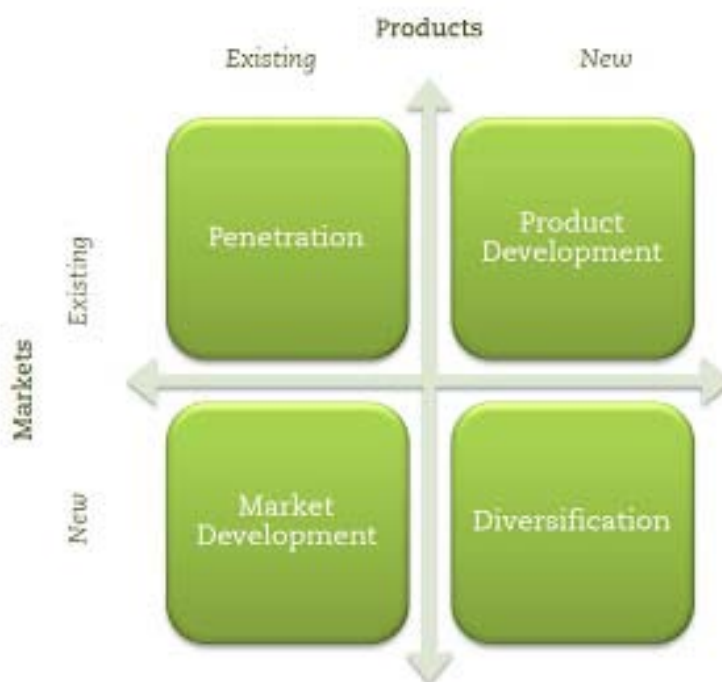 Products
Existing
New
Penetration
Product
Development
Markets
Existing
New
Market
Development
Diversification